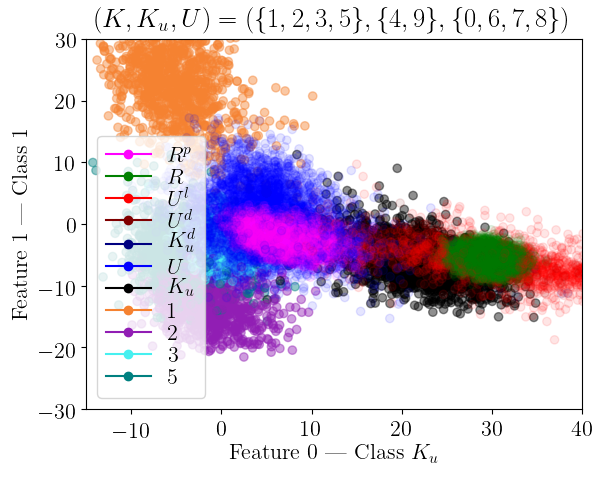 (K, K_u, U) = ({1, 2, 3, 5}, {4, 9}, {0, 6, 7, 8})
30
20
10
0
−10
−20
−30
Feature 1 — Class 1
R^p
R
U^l
U^d
K_u^d
U
K_u
1
2
3
5
−10
0
10
20
30
40
Feature 0 — Class K_u